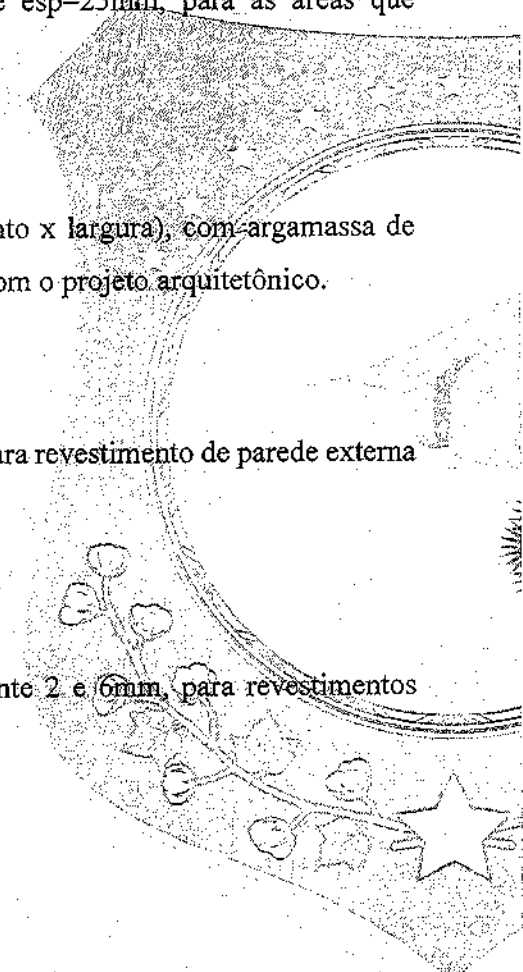 esp=25mm, para as áreas que
nto x largura), com argamassa de
om o projeto arquitetônico.
ara revestimento de parede externa
nte 2 e 6mm, para revestimentos